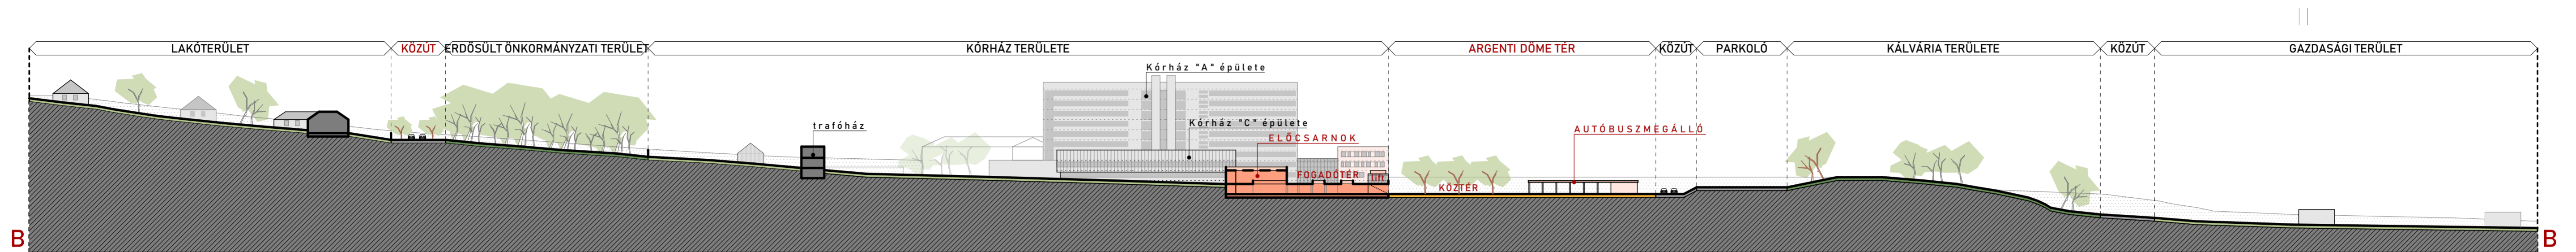 LAKÓTERÜLET
KÖZÚT
ERDŐSÜLT ÖNKORMÁNYZATI TERÜLET
KÓRHÁZ TERÜLETE
ARGENTI DÖME TÉR
KÖZÚT
PARKOLÓ
KÁLVÁRIA TERÜLETE
KÖZÚT
GAZDASÁGI TERÜLET
Kórház "A" épülete
trafóház
Kórház "C" épülete
ELŐCSARNOK
AUTÓBUSZMEGÁLLÓ
FOGADÓTÉR
lift
KÖZTÉR
B
B